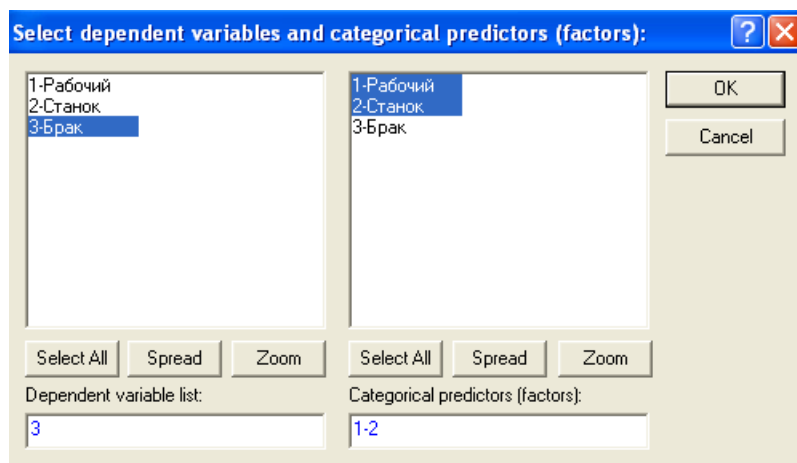 Select dependent variables and categorical predictors (factors):
1-Рабочий
2-Станок
3-Брак
1-Рабочий
2-Станок
3-Брак
OK
Cancel
Select All
Spread
Zoom
Select All
Spread
Zoom
Dependent variable list:
Categorical predictors (factors):
3
1-2